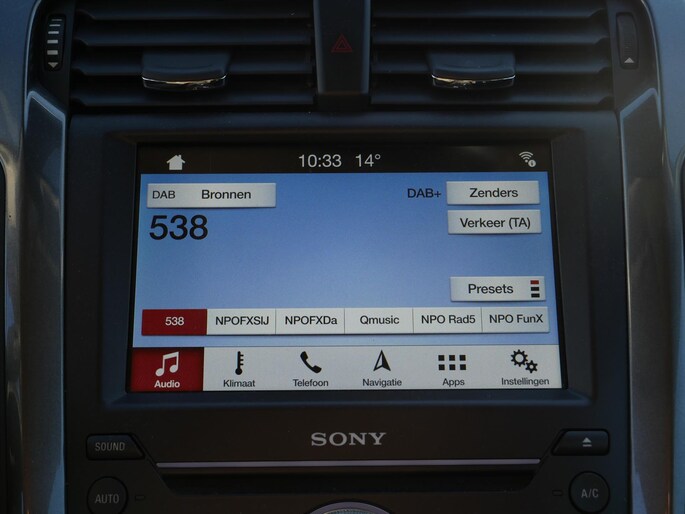 10:33 14°
DAB Bronnen
DAB+ Zenders
538
Verkeer (TA)
Presets
538 NPOFXSlJ NPOFXDa Qmusic NPO Rad5 NPO FunX
Audio Klimaat Telefoon Navigatie Apps Instellingen
SONY
SOUND
AUTO A/C